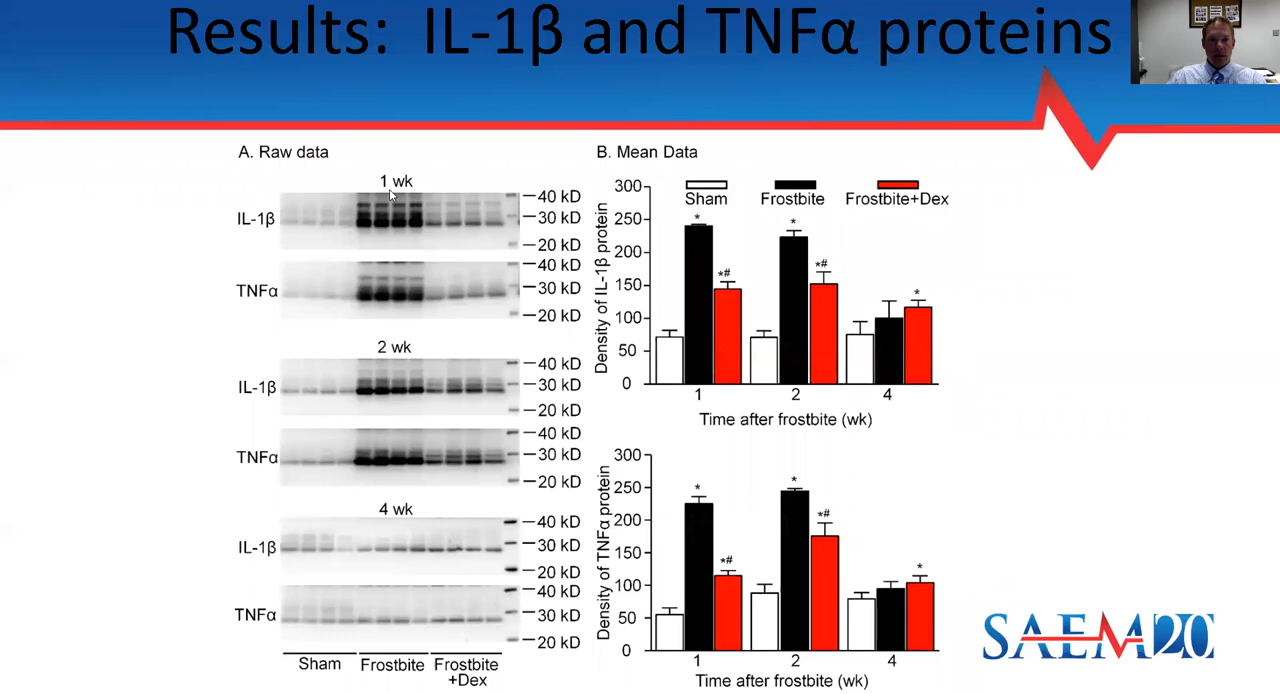 Results: IL-1β and TNFα proteins
A. Raw data
1 wk
IL-1β
40 kD
30 kD
20 kD
TNFα
40 kD
30 kD
20 kD
2 wk
IL-1β
40 kD
30 kD
20 kD
TNFα
40 kD
30 kD
20 kD
4 wk
IL-1β
40 kD
30 kD
20 kD
TNFα
40 kD
30 kD
20 kD
Sham
Frostbite
Frostbite
+Dex
B. Mean Data
Sham
Frostbite
Frostbite+Dex
Density of IL-1β protein
300
250
200
150
100
50
0
*
*#
*
*#
*
1 2 4
Time after frostbite (wk)
Density of TNFα protein
300
250
200
150
100
50
0
*
*#
*
*#
*
1 2 4
Time after frostbite (wk)
SAEM20